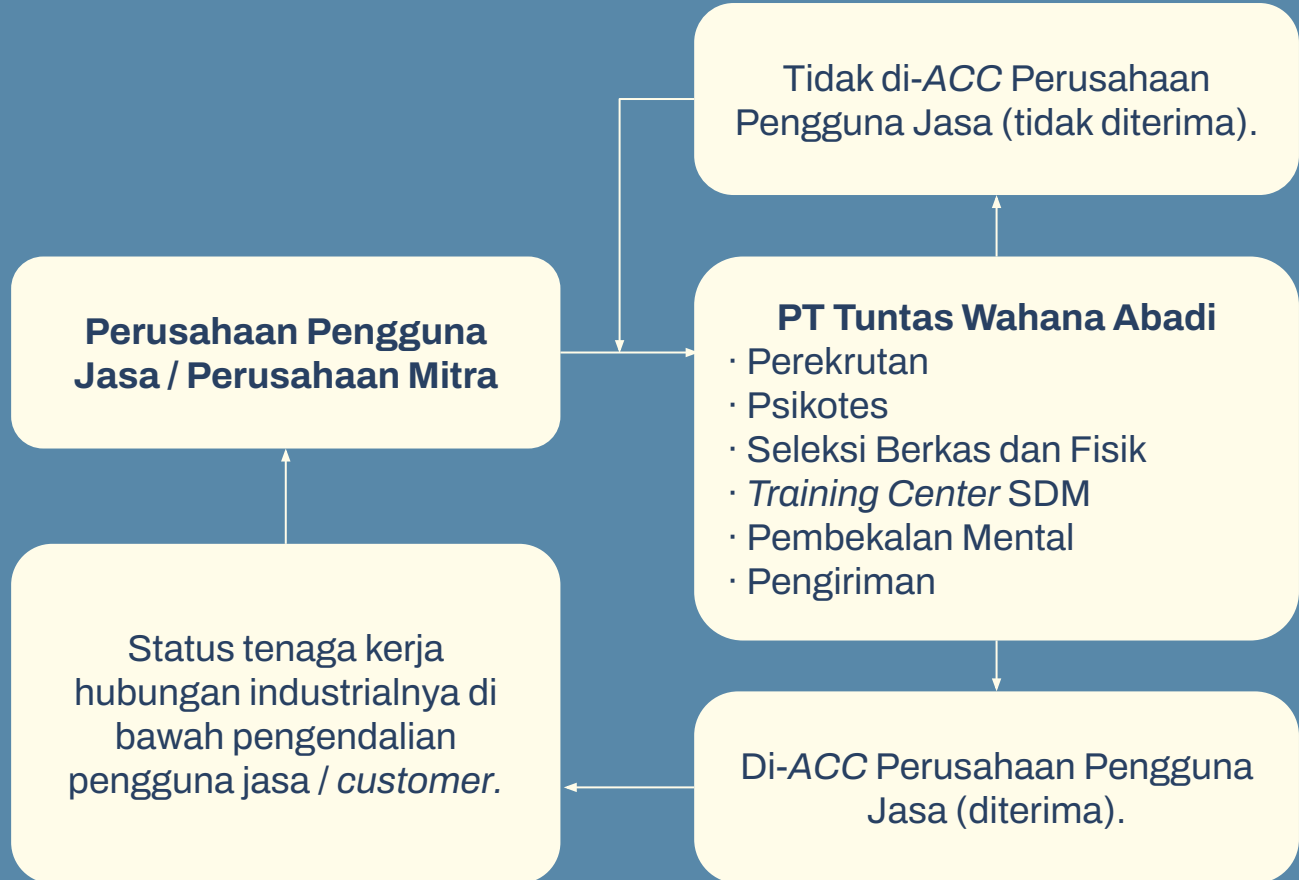 Tidak di-ACC Perusahaan
Pengguna Jasa (tidak diterima).
Perusahaan Pengguna
Jasa / Perusahaan Mitra
PT Tuntas Wahana Abadi
· Perekrutan
· Psikotes
· Seleksi Berkas dan Fisik
· Training Center SDM
· Pembekalan Mental
· Pengiriman
Status tenaga kerja
hubungan industrialnya di
bawah pengendalian
pengguna jasa / customer.
Di-ACC Perusahaan Pengguna
Jasa (diterima).